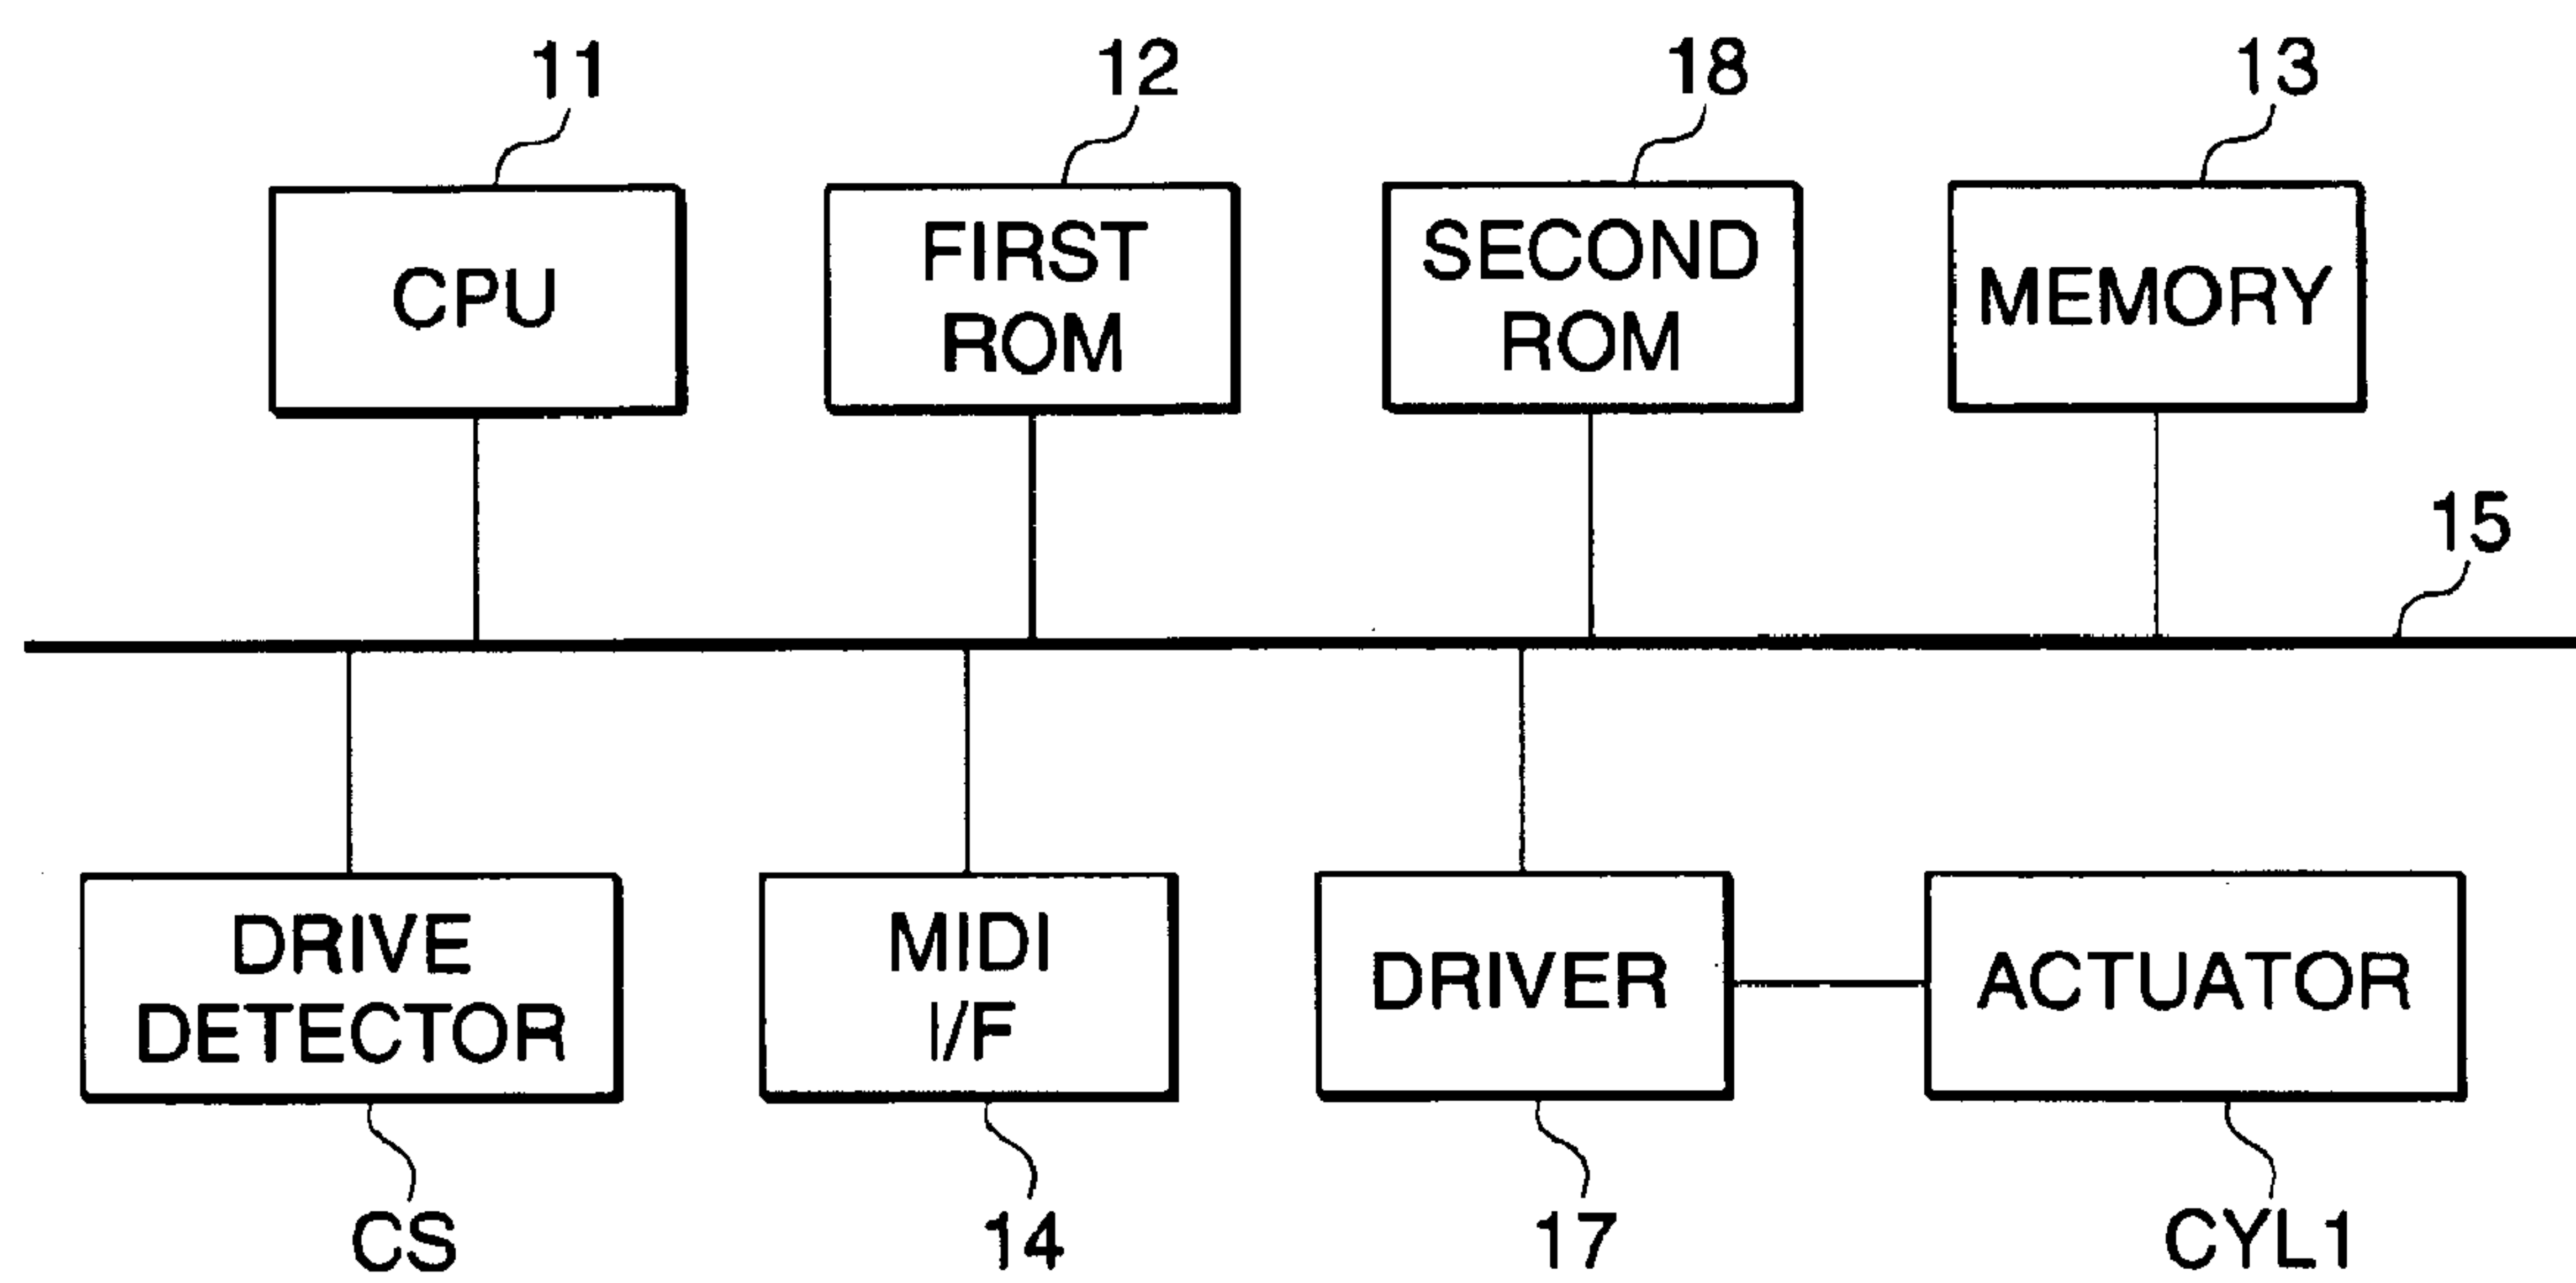 11
12
18
13
CPU
FIRST
ROM
SECOND
ROM
MEMORY
15
DRIVE
DETECTOR
MIDI
I/F
DRIVER
ACTUATOR
CS
14
17
CYL1